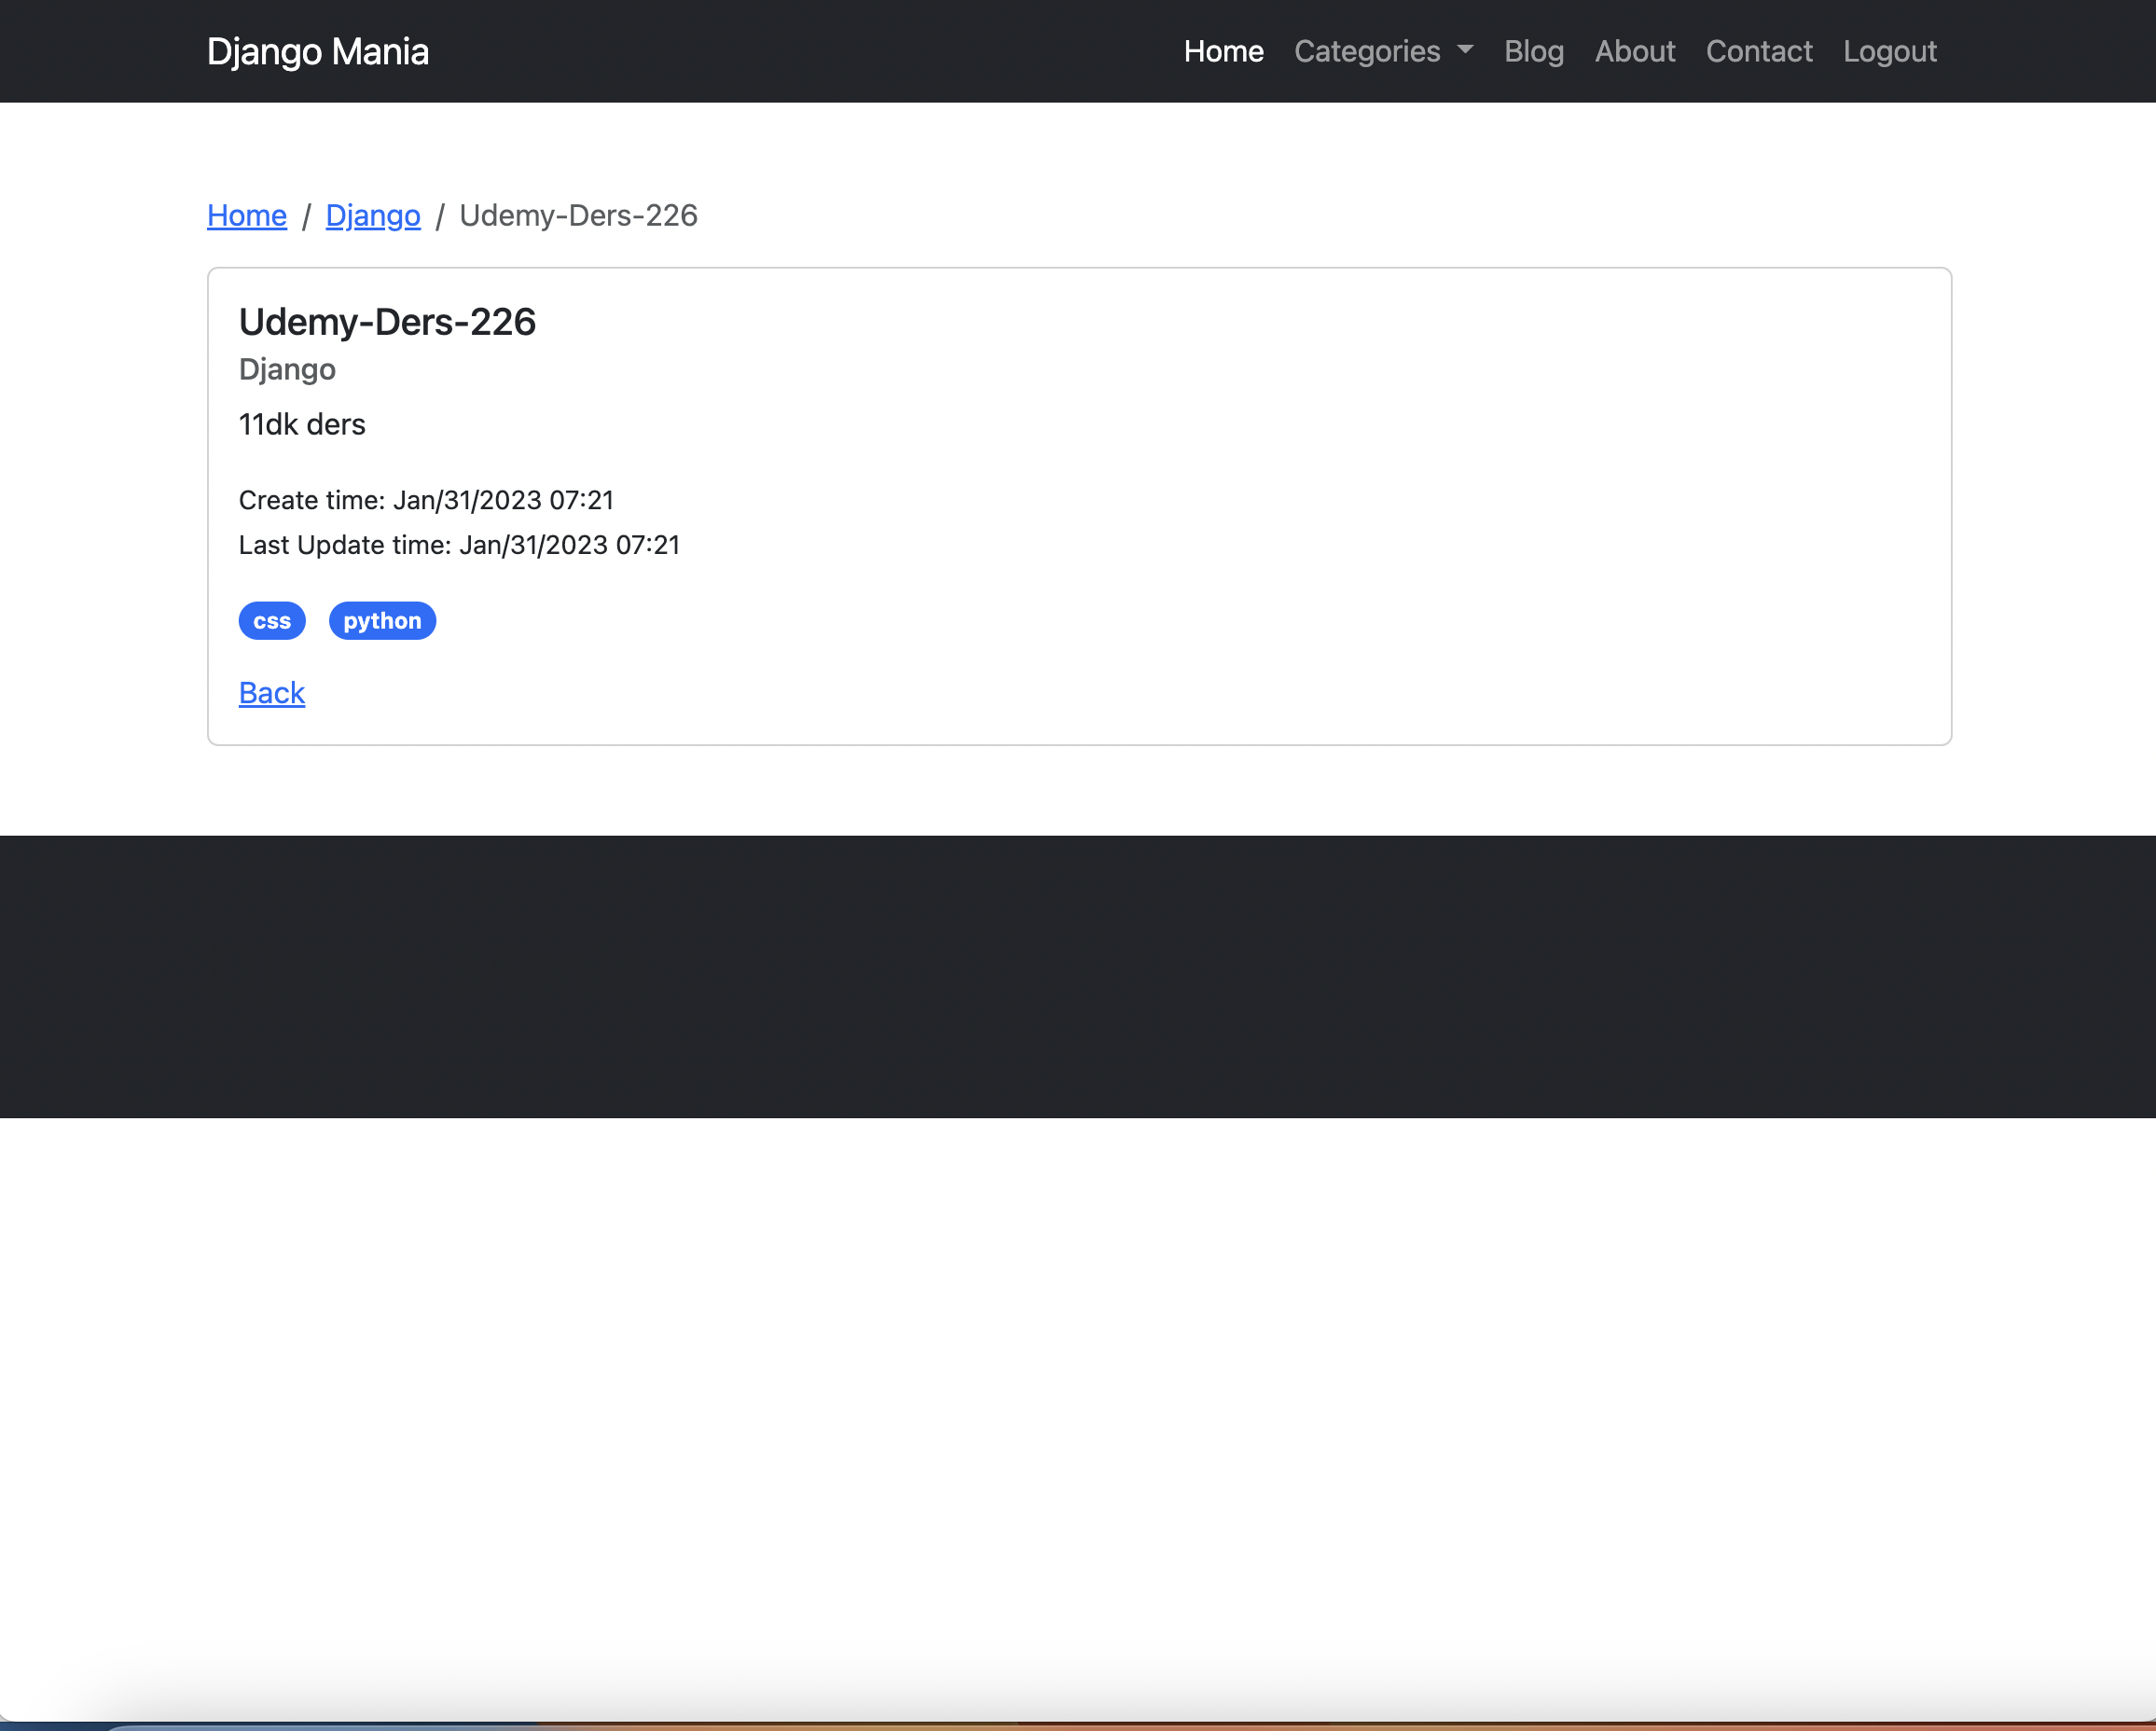 Django Mania
Home Categories Blog About Contact Logout
Home / Django / Udemy-Ders-226
Udemy-Ders-226
Django
11dk ders
Create time: Jan/31/2023 07:21
Last Update time: Jan/31/2023 07:21
css python
Back